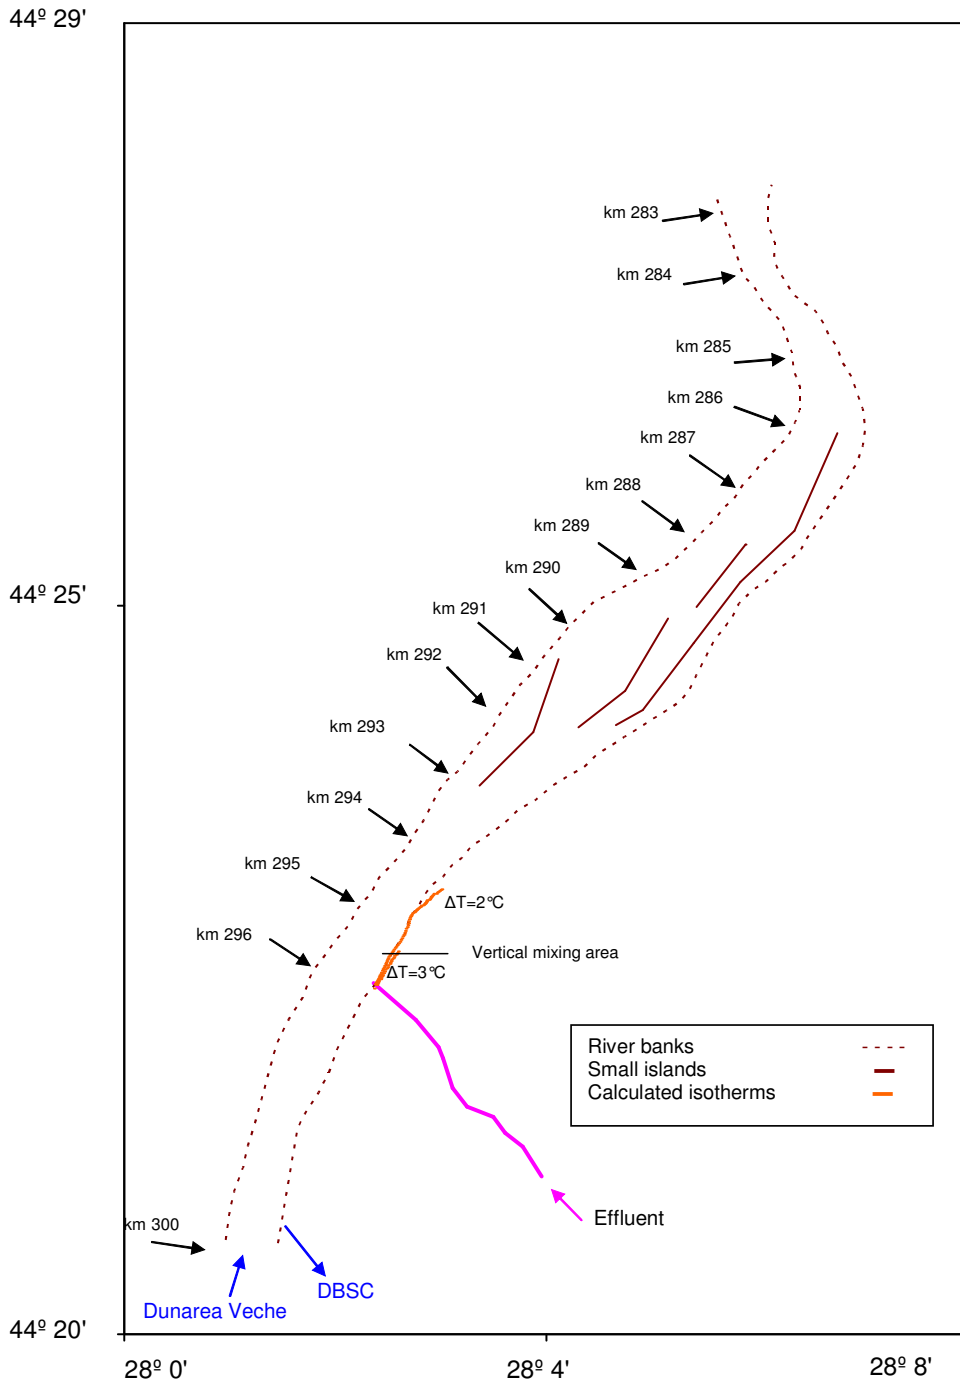 44º 29'
km 283
km 284
km 285
km 286
km 287
km 288
km 289
km 290
44º 25'
km 291
km 292
km 293
km 294
km 295
ΔT=2°C
km 296
Vertical mixing area
ΔT=3°C
River banks
Small islands
Calculated isotherms
km 300
Effluent
DBSC
Dunarea Veche
44º 20'
28º 0'
28º 4'
28º 8'